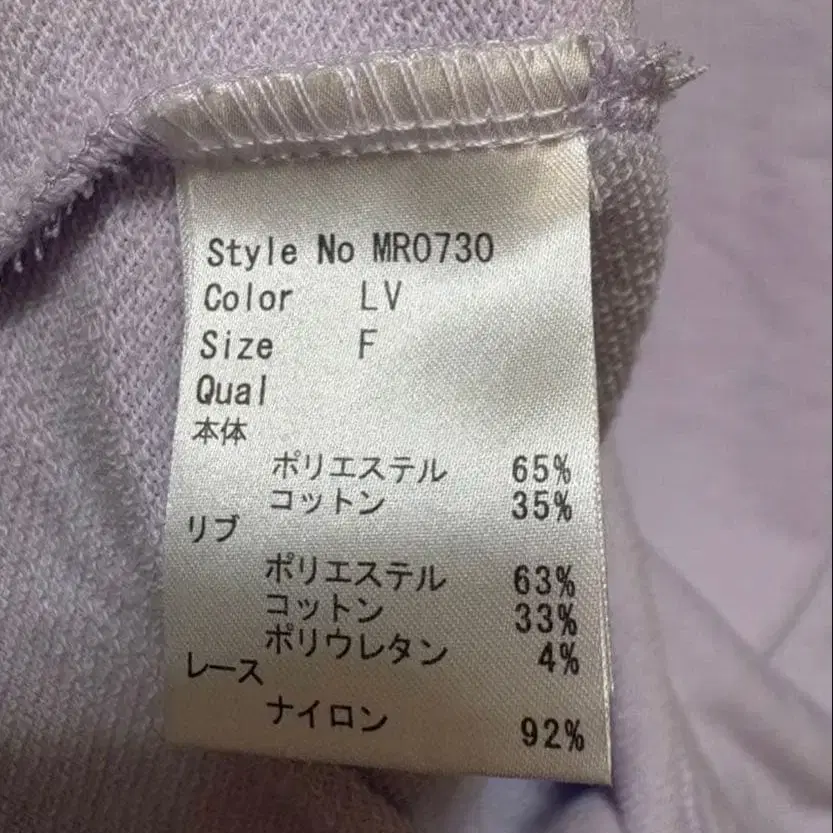 Style No MR0730
Color LV
Size F
Qual
本体
ポリエステル 65%
コットン 35%
リブ
ポリエステル 63%
コットン 33%
ポリウレタン 4%
レース
ナイロン 92%